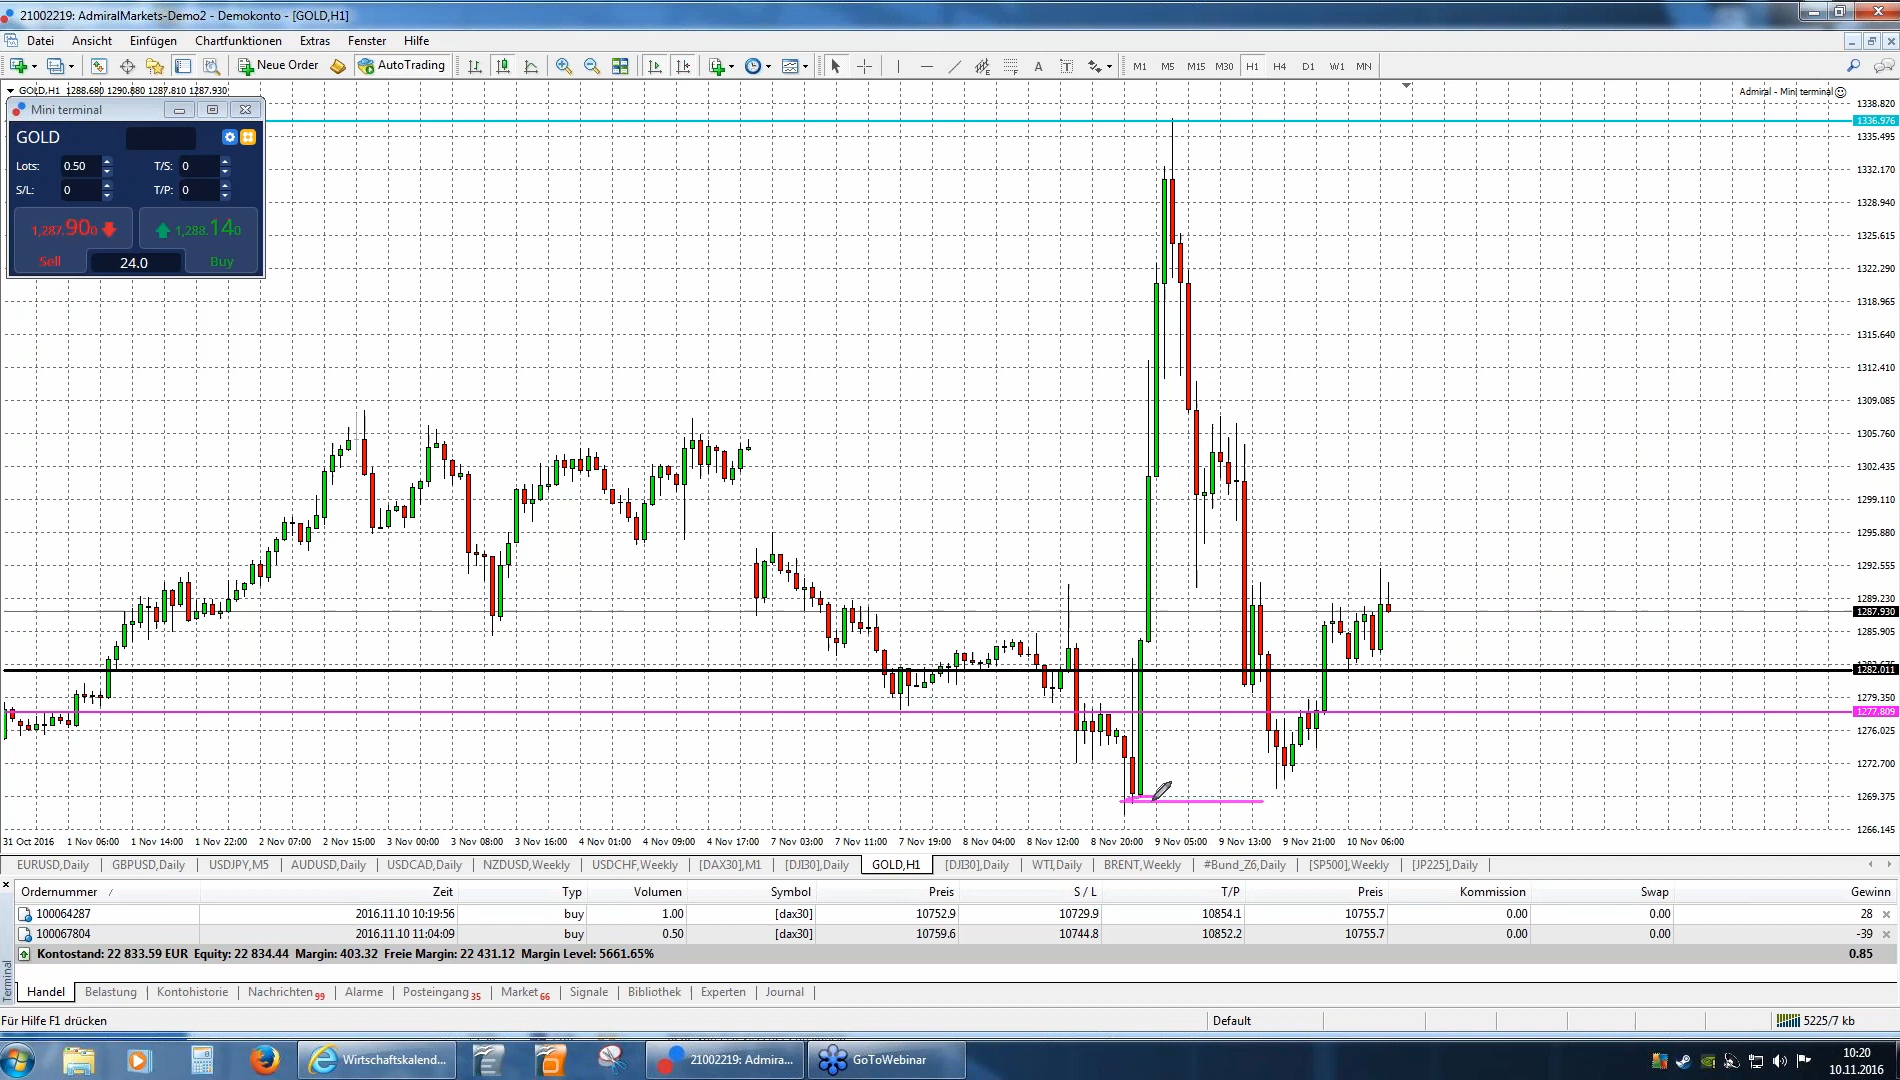 21002219: AdmiralMarkets-Demo2 - Demokonto - [GOLD,H1]
Datei Ansicht Einfügen Chartfunktionen Extras Fenster Hilfe
Neue Order AutoTrading A T M1 M5 M15 M30 H1 H4 D1 W1 MN
GOLD,H1 1288.680 1290.880 1287.810 1287.930
Admiral - Mini terminal
Mini terminal
GOLD
Lots: 0.50 T/S: 0
S/L: 0 T/P: 0
1,287.900 1,288.140
Sell 24.0 Buy
1338.820
1336.976
1335.495
1332.170
1328.940
1325.615
1322.290
1318.965
1315.640
1312.410
1309.085
1305.760
1302.435
1299.110
1295.880
1292.555
1289.230
1287.930
1285.905
1282.011
1279.350
1277.809
1276.025
1272.700
1269.375
1266.145
31 Oct 2016 1 Nov 06:00 1 Nov 14:00 1 Nov 22:00 2 Nov 07:00 2 Nov 15:00 3 Nov 00:00 3 Nov 08:00 3 Nov 16:00 4 Nov 01:00 4 Nov 09:00 4 Nov 17:00 7 Nov 03:00 7 Nov 11:00 7 Nov 19:00 8 Nov 04:00 8 Nov 12:00 8 Nov 20:00 9 Nov 05:00 9 Nov 13:00 9 Nov 21:00 10 Nov 06:00
EURUSD,Daily GBPUSD,Daily USDJPY,M5 AUDUSD,Daily USDCAD,Daily NZDUSD,Weekly USDCHF,Weekly [DAX30],M1 [DJI30],Daily GOLD,H1 [DJI30],Daily WTI,Daily BRENT,Weekly #Bund_Z6,Daily [SP500],Weekly [JP225],Daily
Ordernummer Zeit Typ Volumen Symbol Preis S / L T/P Preis Kommission Swap Gewinn
100064287 2016.11.10 10:19:56 buy 1.00 [dax30] 10752.9 10729.9 10854.1 10755.7 0.00 0.00 28
100067804 2016.11.10 11:04:09 buy 0.50 [dax30] 10759.6 10744.8 10852.2 10755.7 0.00 0.00 -39
Kontostand: 22 833.59 EUR Equity: 22 834.44 Margin: 403.32 Freie Margin: 22 431.12 Margin Level: 5661.65% 0.85
Terminal
Handel Belastung Kontohistorie Nachrichten 99 Alarme Posteingang 35 Market 66 Signale Bibliothek Experten Journal
Für Hilfe F1 drücken Default 5225/7 kb
Wirtschaftskalend... 21002219: Admira... GoToWebinar
10:20
10.11.2016